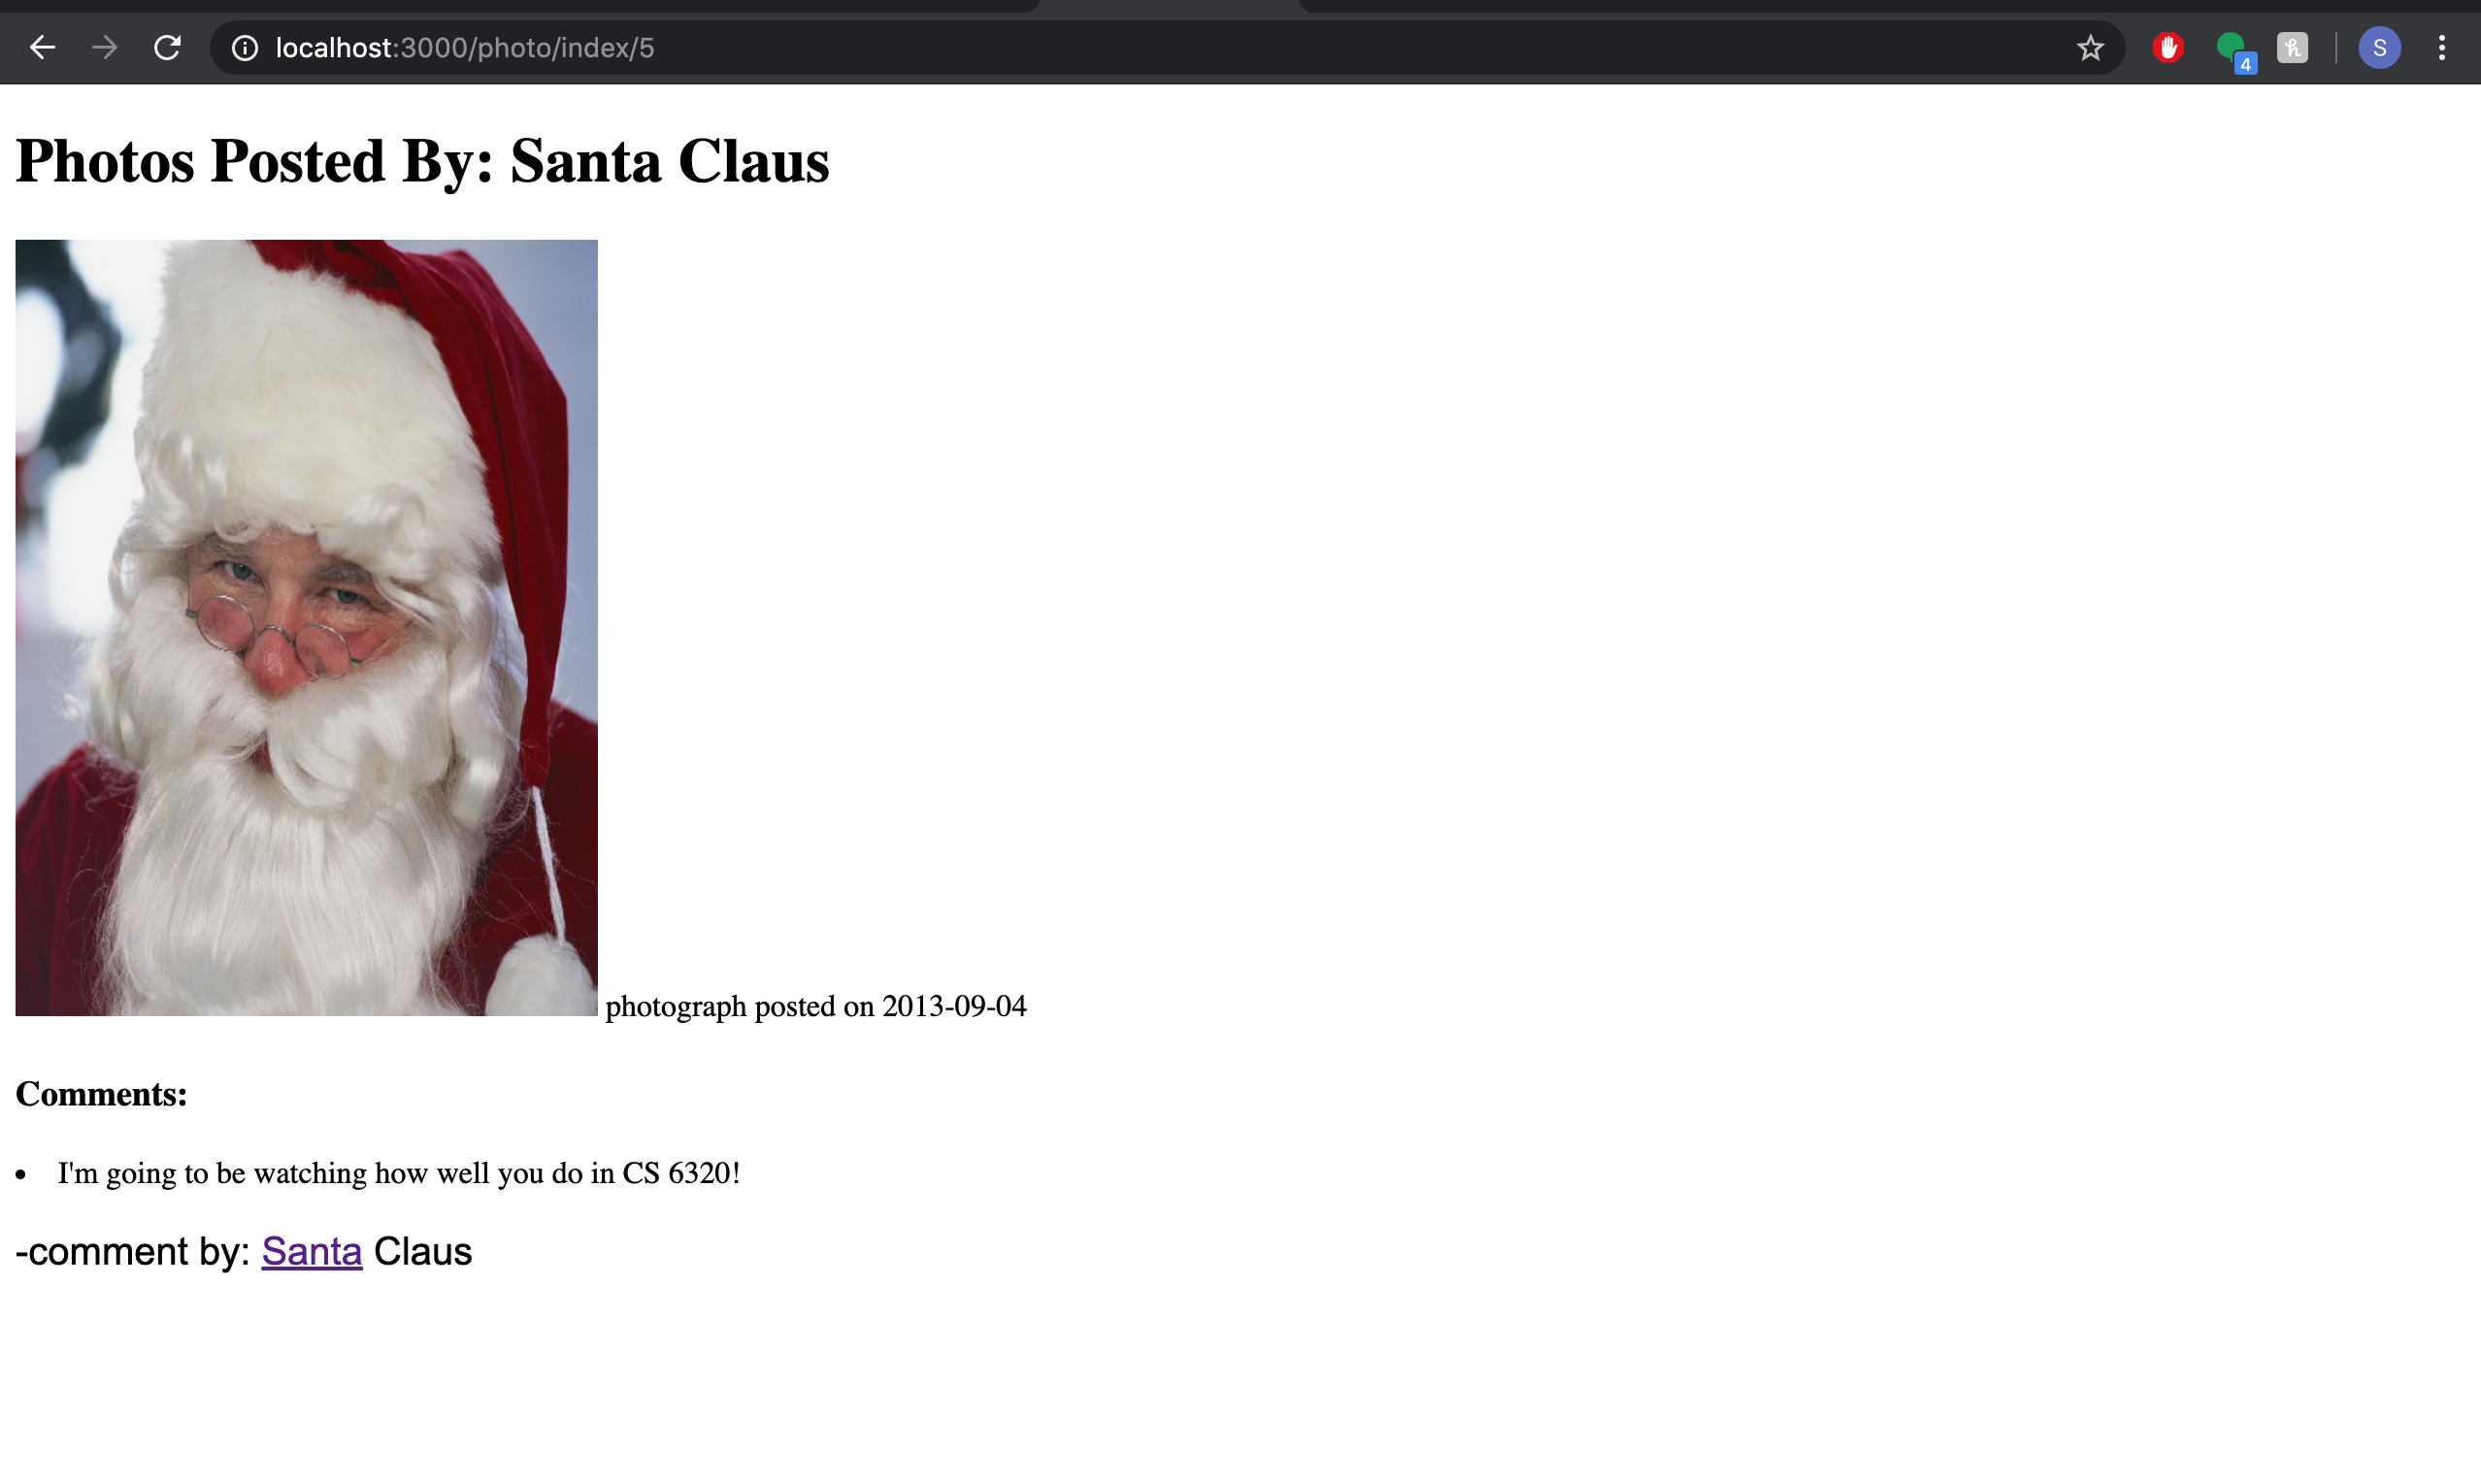 localhost:3000/photo/index/5
4
S
Photos Posted By: Santa Claus
photograph posted on 2013-09-04
Comments:
• I'm going to be watching how well you do in CS 6320!
-comment by: Santa Claus